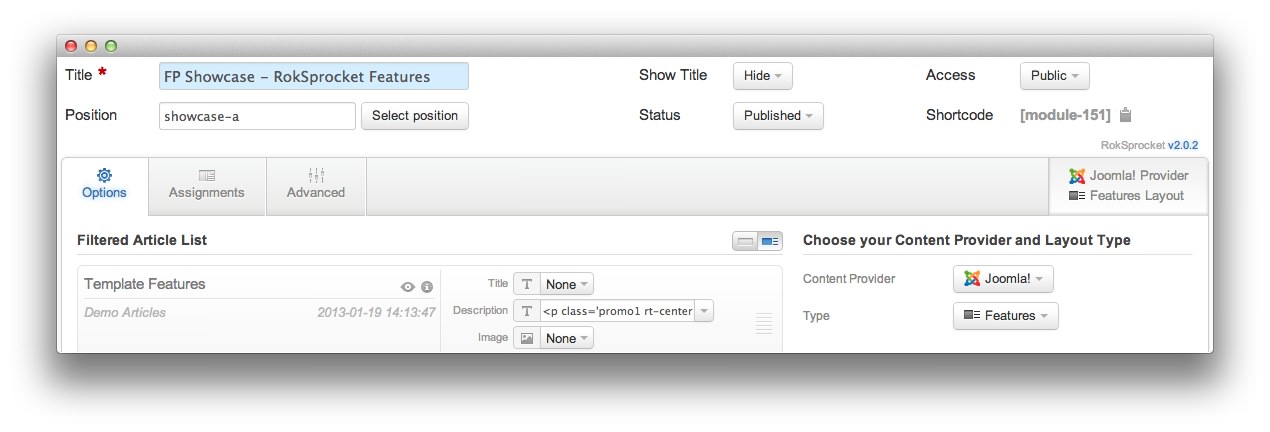 Title * FP Showcase – RokSprocket Features Show Title Hide Access Public
Position showcase-a Select position Status Published Shortcode [module-151]
RokSprocket v2.0.2
Options Assignments Advanced
Joomla! Provider
Features Layout
Filtered Article List
Choose your Content Provider and Layout Type
Template Features
Demo Articles 2013-01-19 14:13:47
Title T None
Description T <p class='promo1 rt-center
Image None
Content Provider Joomla!
Type Features